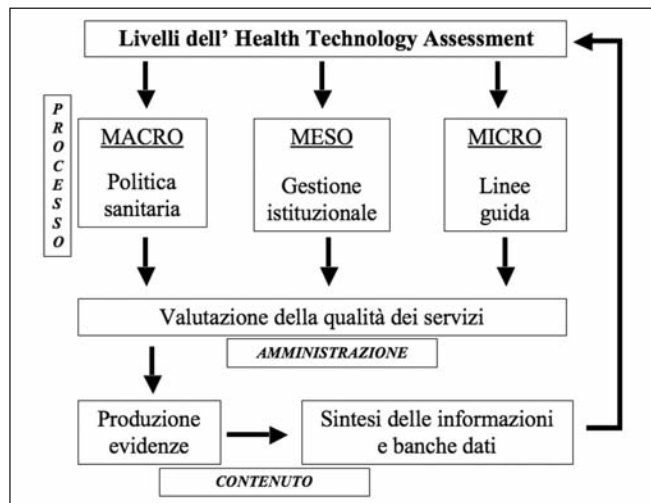 Livelli dell' Health Technology Assessment
PROCESSO
MACRO
Politica
sanitaria
MESO
Gestione
istituzionale
MICRO
Linee
guida
Valutazione della qualità dei servizi
AMMINISTRAZIONE
Produzione
evidenze
Sintesi delle informazioni
e banche dati
CONTENUTO